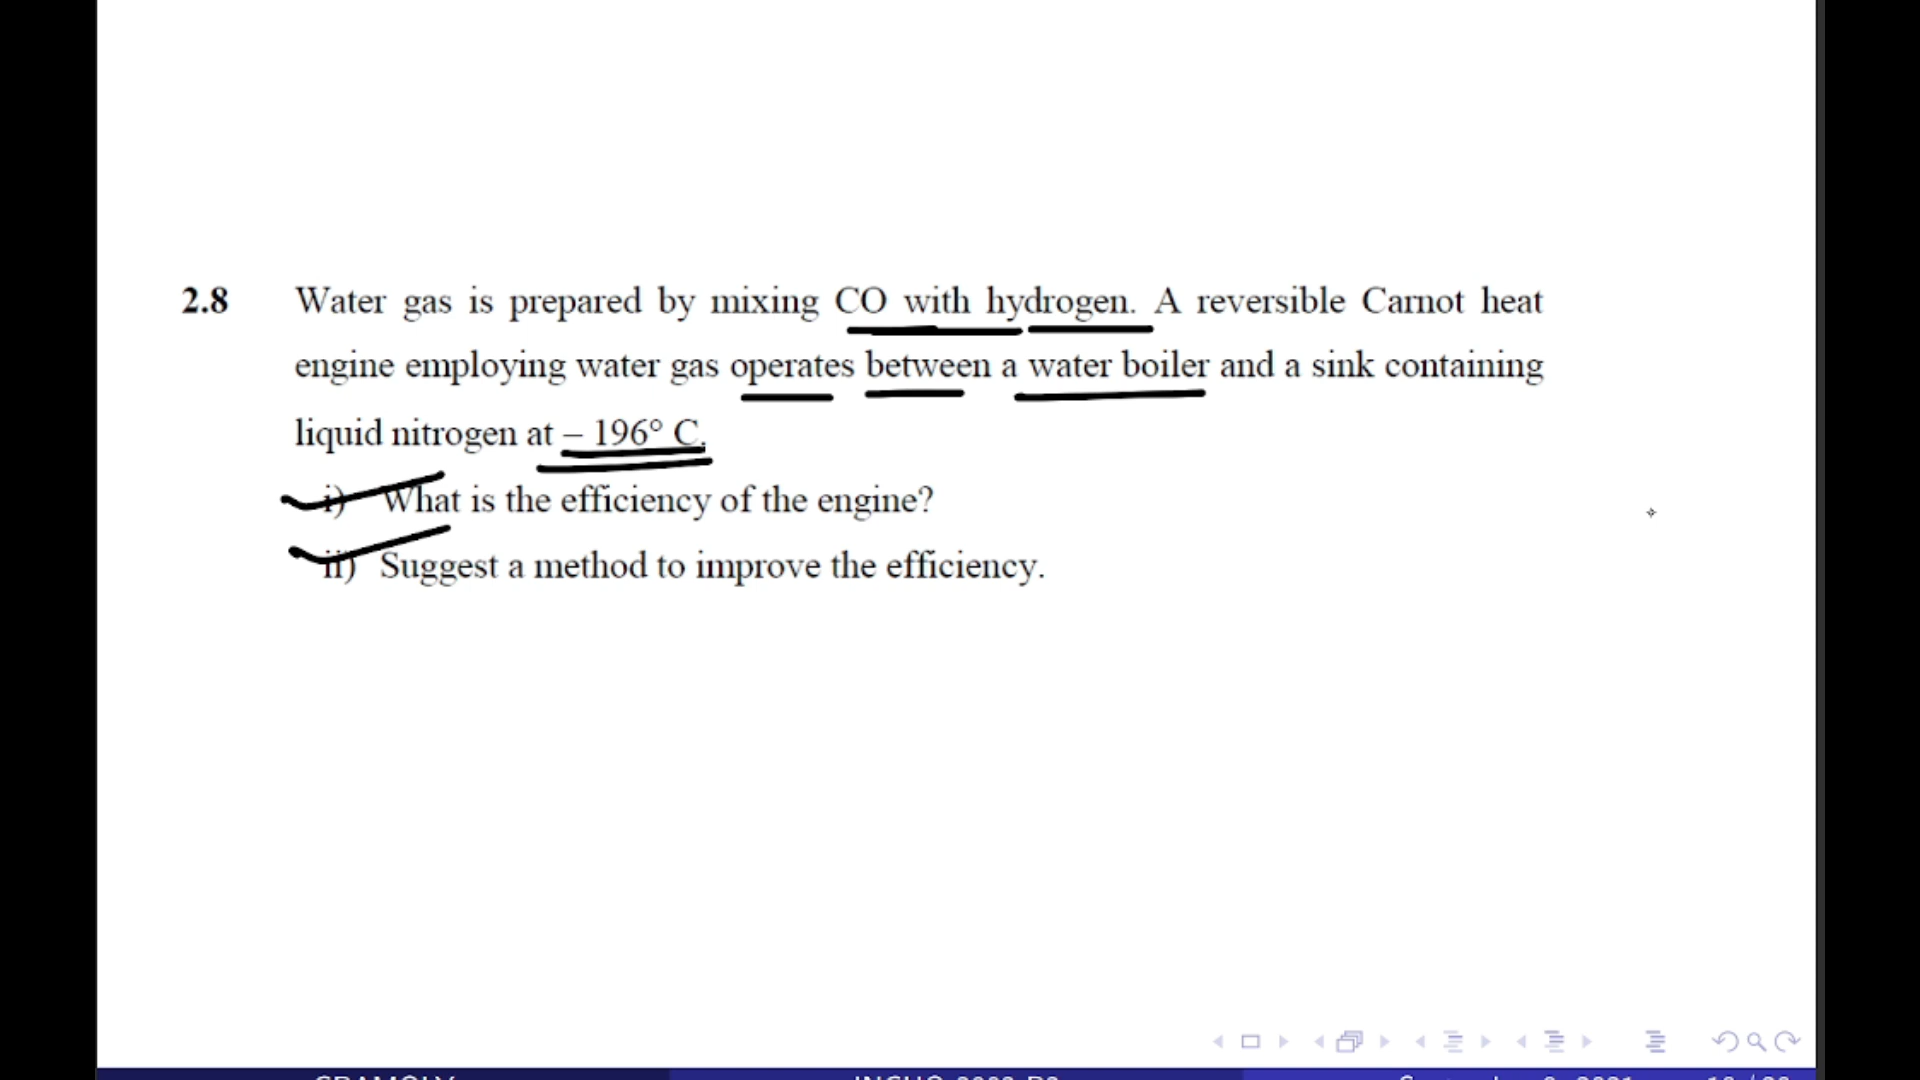 2.8 Water gas is prepared by mixing CO with hydrogen. A reversible Carnot heat
engine employing water gas operates between a water boiler and a sink containing
liquid nitrogen at – 196° C.
i) What is the efficiency of the engine?
ii) Suggest a method to improve the efficiency.